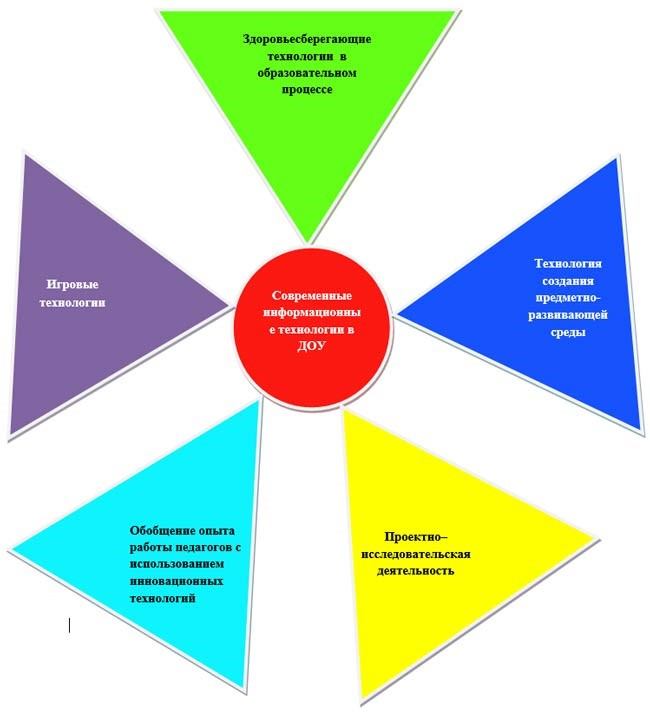 Здоровьесберегающие
технологии в
образовательном
процессе
Игровые
технологии
Современные
информационны
е технологии в
ДОУ
Технология
создания
предметно-
развивающей
среды
Обобщение опыта
работы педагогов с
использованием
инновационных
технологий
Проектно–
исследовательская
деятельность